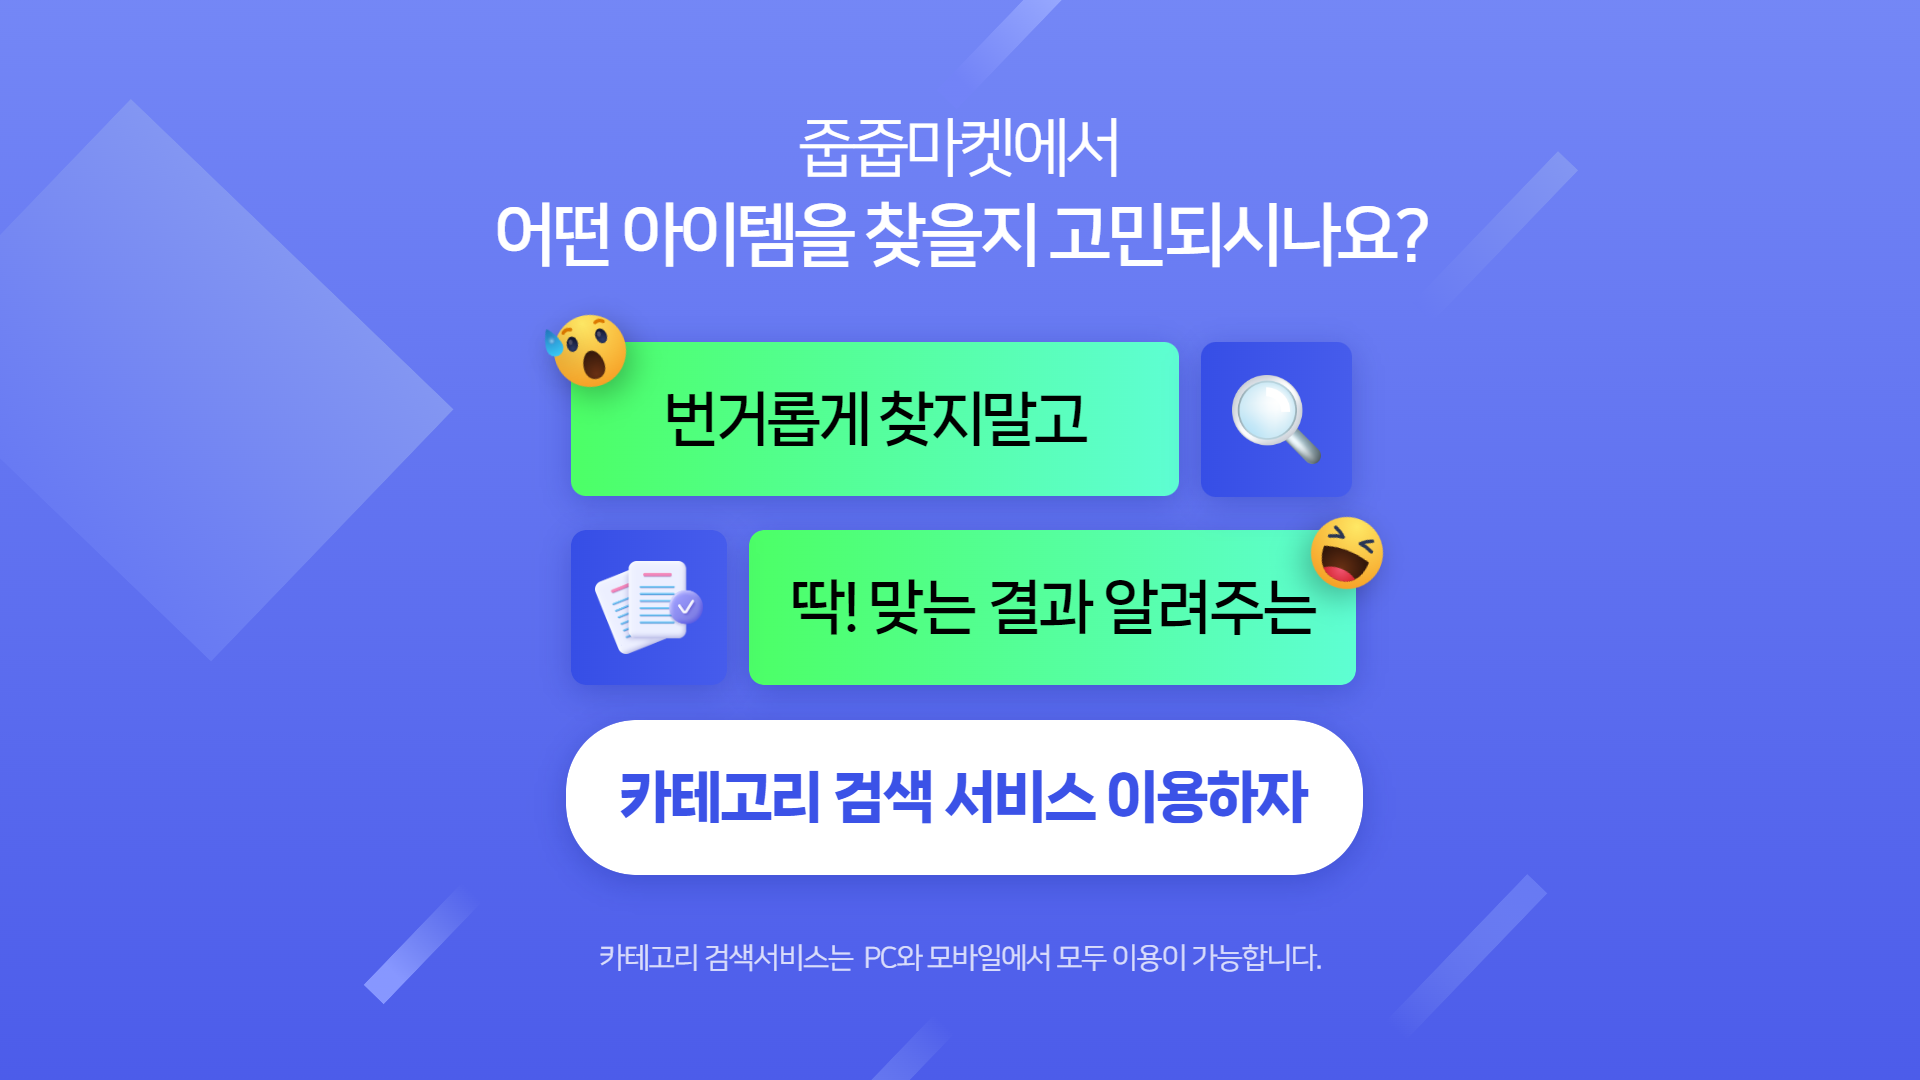 줍줍마켓에서
어떤 아이템을 찾을지 고민되시나요?
번거롭게 찾지말고
딱! 맞는 결과 알려주는
카테고리 검색 서비스 이용하자
카테고리 검색서비스는 PC와 모바일에서 모두 이용이 가능합니다.